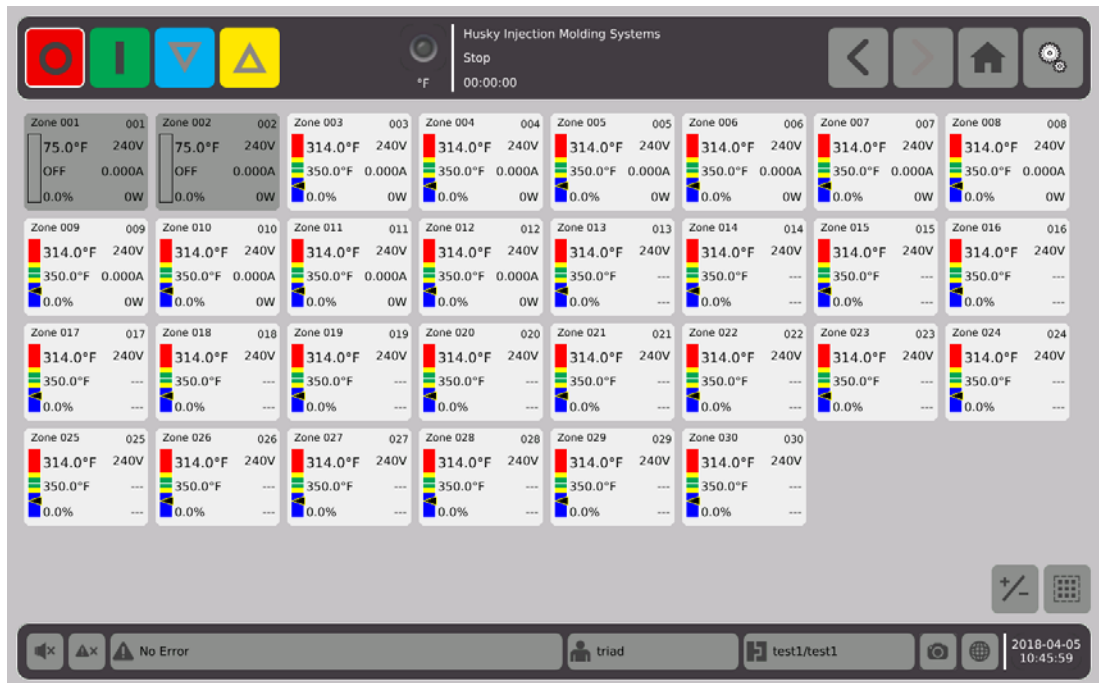 Husky Injection Molding Systems
Stop
°F 00:00:00
Zone 001 001 Zone 002 002 Zone 003 003 Zone 004 004 Zone 005 005 Zone 006 006 Zone 007 007 Zone 008 008
75.0°F 240V 75.0°F 240V 314.0°F 240V 314.0°F 240V 314.0°F 240V 314.0°F 240V 314.0°F 240V 314.0°F 240V
OFF 0.000A OFF 0.000A 350.0°F 0.000A 350.0°F 0.000A 350.0°F 0.000A 350.0°F 0.000A 350.0°F 0.000A 350.0°F 0.000A
0.0% 0W 0.0% 0W 0.0% 0W 0.0% 0W 0.0% 0W 0.0% 0W 0.0% 0W 0.0% 0W
Zone 009 009 Zone 010 010 Zone 011 011 Zone 012 012 Zone 013 013 Zone 014 014 Zone 015 015 Zone 016 016
314.0°F 240V 314.0°F 240V 314.0°F 240V 314.0°F 240V 314.0°F 240V 314.0°F 240V 314.0°F 240V 314.0°F 240V
350.0°F 0.000A 350.0°F 0.000A 350.0°F 0.000A 350.0°F 0.000A 350.0°F --- 350.0°F --- 350.0°F --- 350.0°F ---
0.0% 0W 0.0% 0W 0.0% 0W 0.0% 0W 0.0% --- 0.0% --- 0.0% --- 0.0% ---
Zone 017 017 Zone 018 018 Zone 019 019 Zone 020 020 Zone 021 021 Zone 022 022 Zone 023 023 Zone 024 024
314.0°F 240V 314.0°F 240V 314.0°F 240V 314.0°F 240V 314.0°F 240V 314.0°F 240V 314.0°F 240V 314.0°F 240V
350.0°F --- 350.0°F --- 350.0°F --- 350.0°F --- 350.0°F --- 350.0°F --- 350.0°F --- 350.0°F ---
0.0% --- 0.0% --- 0.0% --- 0.0% --- 0.0% --- 0.0% --- 0.0% --- 0.0% ---
Zone 025 025 Zone 026 026 Zone 027 027 Zone 028 028 Zone 029 029 Zone 030 030
314.0°F 240V 314.0°F 240V 314.0°F 240V 314.0°F 240V 314.0°F 240V 314.0°F 240V
350.0°F --- 350.0°F --- 350.0°F --- 350.0°F --- 350.0°F --- 350.0°F ---
0.0% --- 0.0% --- 0.0% --- 0.0% --- 0.0% --- 0.0% ---
+/-
No Error triad test1/test1 2018-04-05
10:45:59